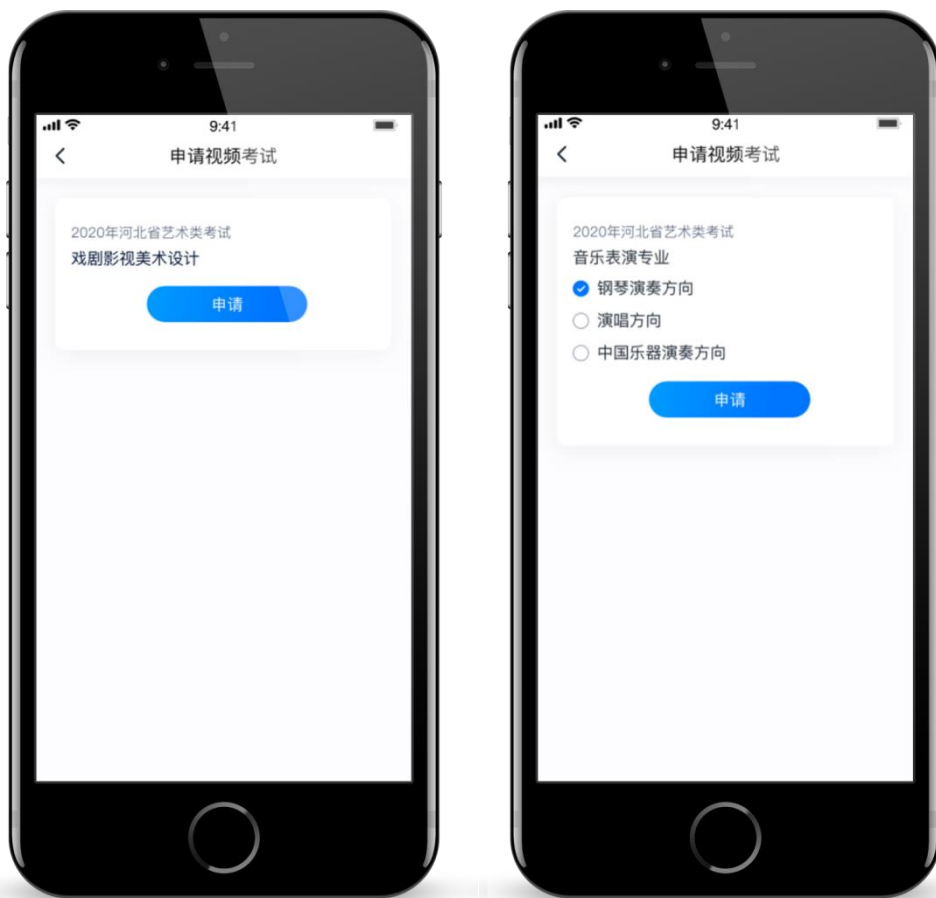 9:41
申请视频考试
2020年河北省艺术类考试
戏剧影视美术设计
申请
9:41
申请视频考试
2020年河北省艺术类考试
音乐表演专业
钢琴演奏方向
演唱方向
中国乐器演奏方向
申请